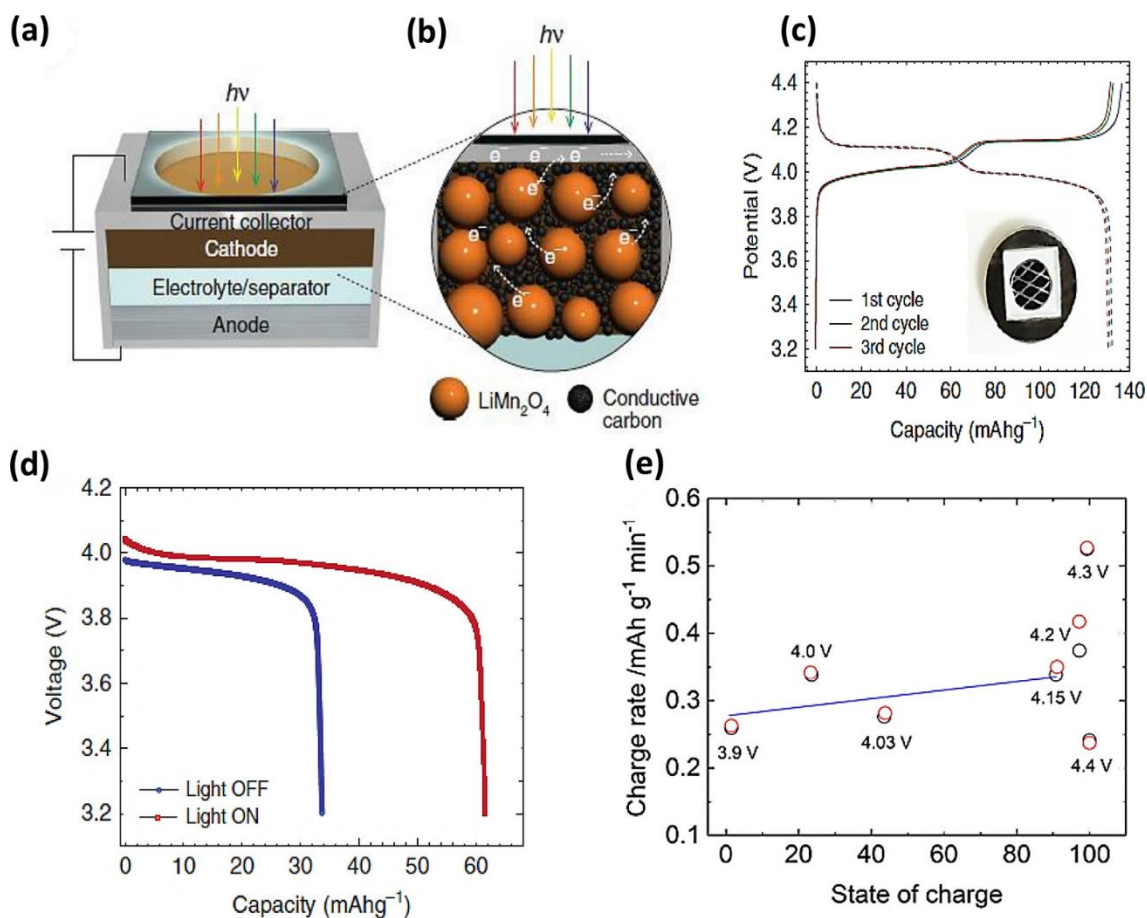 (a)
hν
Current collector
Cathode
Electrolyte/separator
Anode
(b)
hν
e⁻ e⁻ e⁻
e⁻
e⁻
e⁻
e⁻
e⁻
e⁻
LiMn₂O₄
Conductive
carbon
(c)
Potential (V)
4.4
4.2
4.0
3.8
3.6
3.4
3.2
1st cycle
2nd cycle
3rd cycle
0 20 40 60 80 100 120 140
Capacity (mAhg⁻¹)
(d)
Voltage (V)
4.2
4.0
3.8
3.6
3.4
3.2
Light OFF
Light ON
0 10 20 30 40 50 60
Capacity (mAhg⁻¹)
(e)
Charge rate /mAh g⁻¹ min⁻¹
0.6
0.5
0.4
0.3
0.2
0.1
4.3 V
4.2 V
4.0 V
4.15 V
4.03 V
3.9 V
4.4 V
0 20 40 60 80 100
State of charge